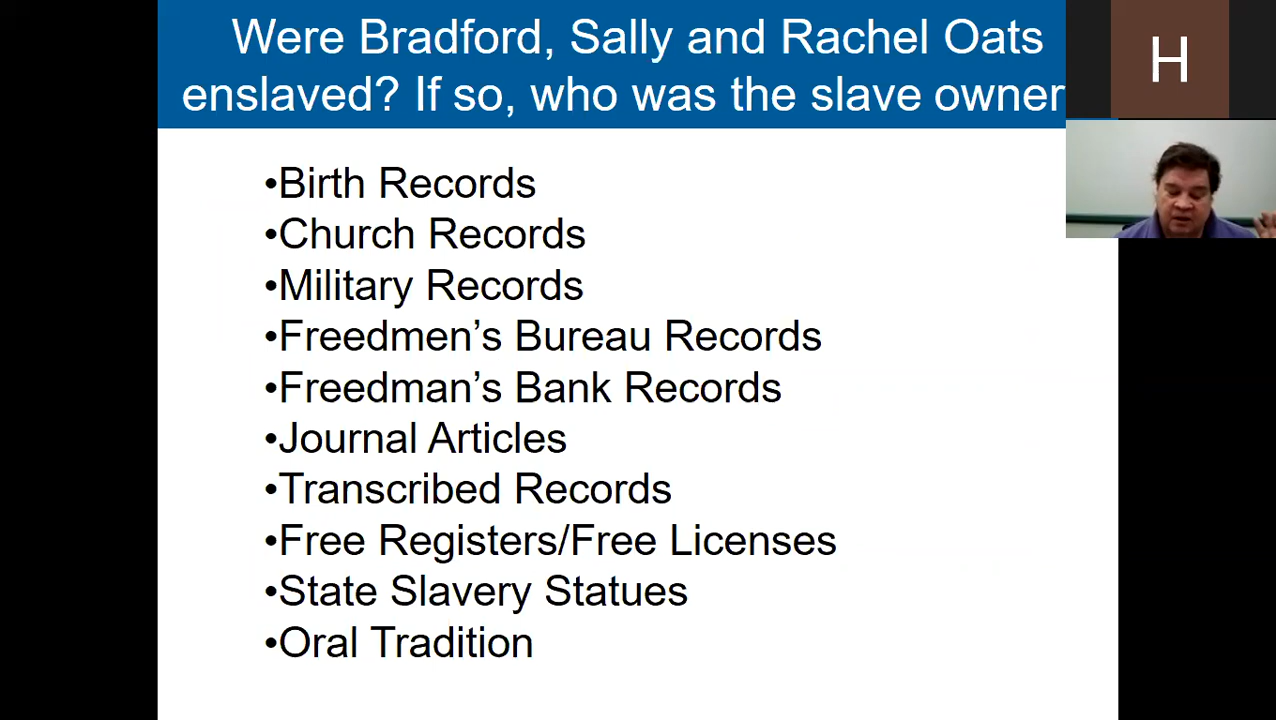 Were Bradford, Sally and Rachel Oats
enslaved? If so, who was the slave owner
H
•Birth Records
•Church Records
•Military Records
•Freedmen’s Bureau Records
•Freedman’s Bank Records
•Journal Articles
•Transcribed Records
•Free Registers/Free Licenses
•State Slavery Statues
•Oral Tradition